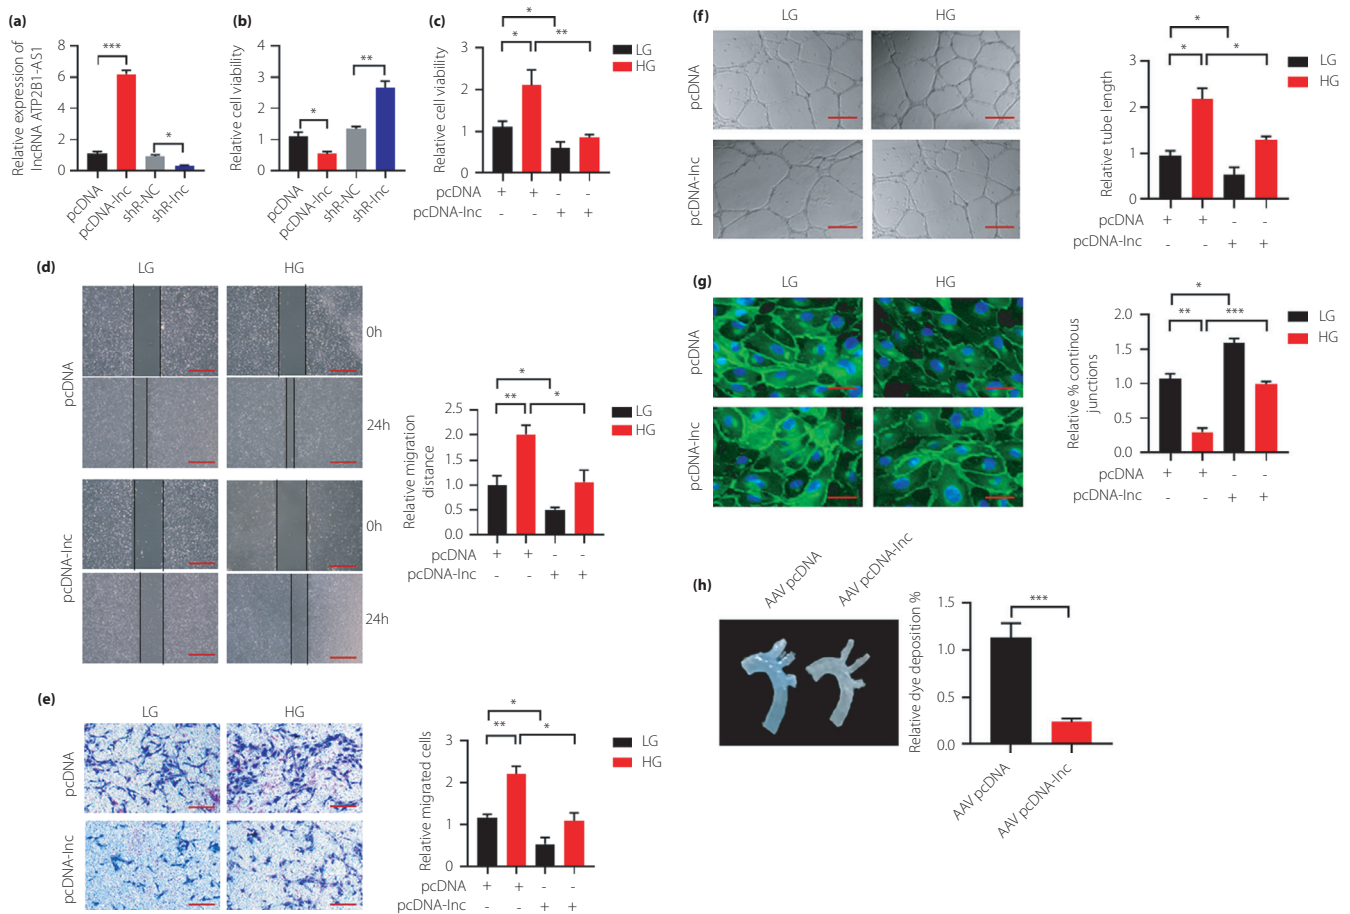 (a)
Relative expression of
lncRNA ATP2B1-AS1
8
6
4
2
0
***
*
pcDNA
pcDNA-lnc
shR-NC
shR-lnc
(b)
Relative cell viability
4
3
2
1
0
*
**
pcDNA
pcDNA-lnc
shR-NC
shR-lnc
(c)
Relative cell viability
3
2
1
0
*
*
**
LG
HG
pcDNA
+ + - -
pcDNA-lnc
- - + +
(d)
LG HG
pcDNA
0h
24h
pcDNA-lnc
0h
24h
Relative migration
distance
2.5
2.0
1.5
1.0
0.5
0.0
*
**
*
LG
HG
pcDNA + + - -
pcDNA-lnc - - + +
(e)
LG HG
pcDNA
pcDNA-lnc
Relative migrated cells
3
2
1
0
*
**
*
LG
HG
pcDNA + + - -
pcDNA-lnc - - + +
(f)
LG HG
pcDNA
pcDNA-lnc
Relative tube length
3
2
1
0
*
*
*
LG
HG
pcDNA
+ + - -
pcDNA-lnc - - + +
(g)
LG HG
pcDNA
pcDNA-lnc
Relative % continous
junctions
2.0
1.5
1.0
0.5
0.0
*
**
***
LG
HG
pcDNA + + - -
pcDNA-lnc - - + +
(h)
AAV pcDNA
AAV pcDNA-lnc
Relative dye deposition %
1.5
1.0
0.5
0.0
***
AAV pcDNA
AAV pcDNA-lnc